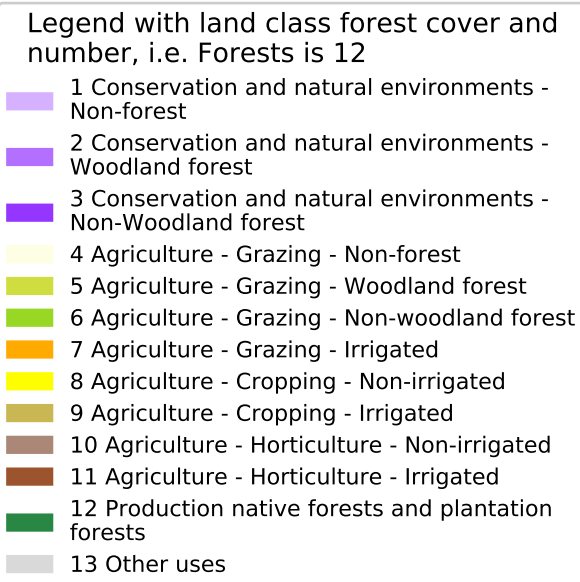 Legend with land class forest cover and
number, i.e. Forests is 12
1 Conservation and natural environments -
Non-forest
2 Conservation and natural environments -
Woodland forest
3 Conservation and natural environments -
Non-Woodland forest
4 Agriculture - Grazing - Non-forest
5 Agriculture - Grazing - Woodland forest
6 Agriculture - Grazing - Non-woodland forest
7 Agriculture - Grazing - Irrigated
8 Agriculture - Cropping - Non-irrigated
9 Agriculture - Cropping - Irrigated
10 Agriculture - Horticulture - Non-irrigated
11 Agriculture - Horticulture - Irrigated
12 Production native forests and plantation
forests
13 Other uses